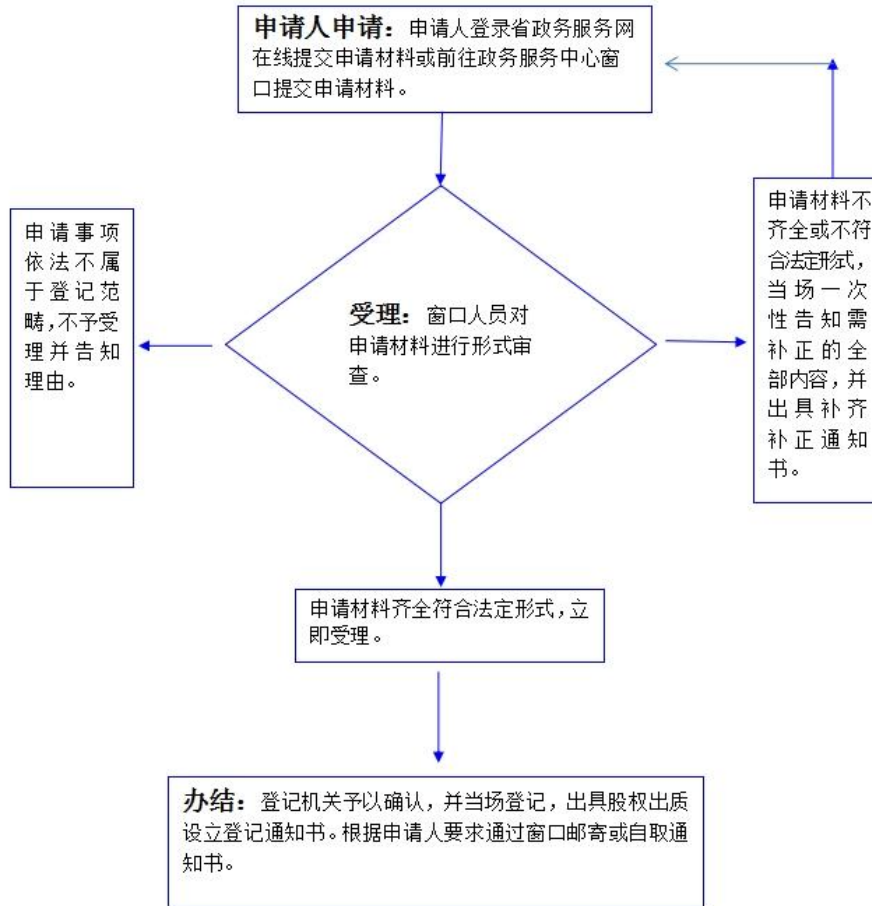 申请人申请：申请人登录省政务服务网
在线提交申请材料或前往政务服务中心窗
口提交申请材料。
申请事项
依法不属
于登记范
畴，不予受
理并告知
理由。
受理：窗口人员对
申请材料进行形式审
查。
申请材料不
齐全或不符
合法定形式，
当场一次
性告知需
补正的全
部内容，并
出具补齐
补正通知
书。
申请材料齐全符合法定形式，立
即受理。
办结：登记机关予以确认，并当场登记，出具股权出质
设立登记通知书。根据申请人要求通过窗口邮寄或自取通
知书。